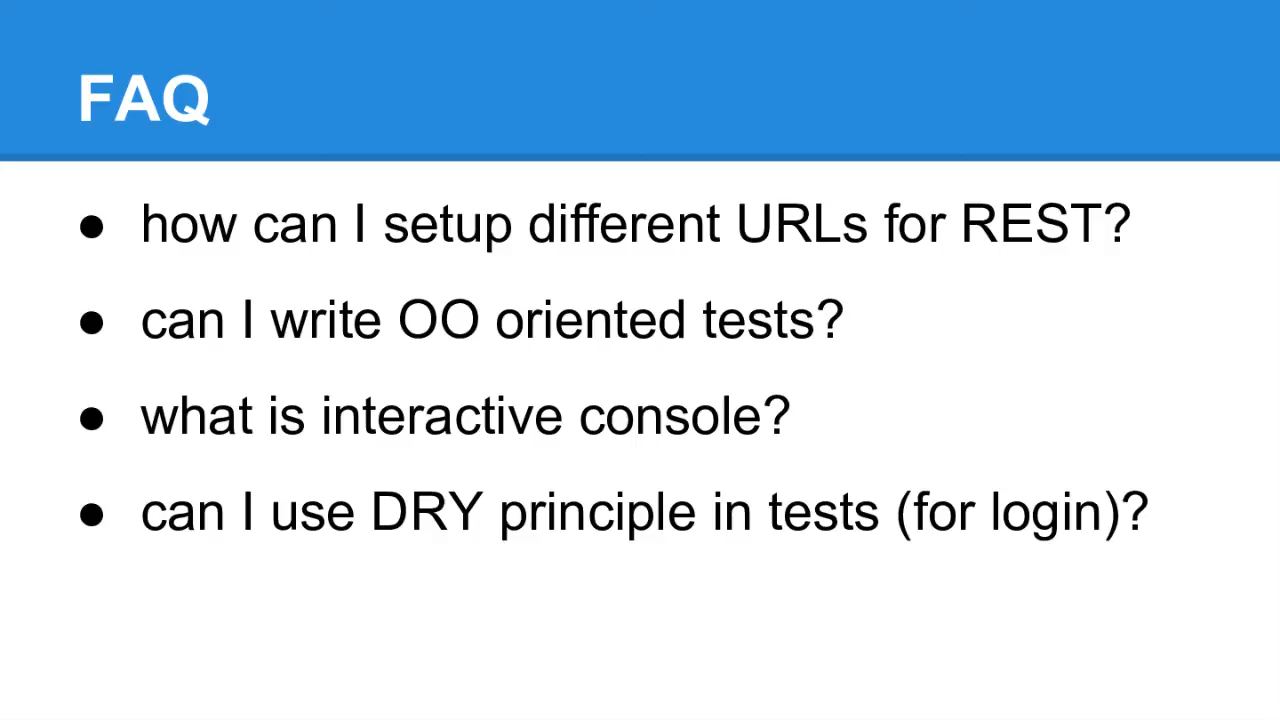 FAQ
● how can I setup different URLs for REST?
● can I write OO oriented tests?
● what is interactive console?
● can I use DRY principle in tests (for login)?